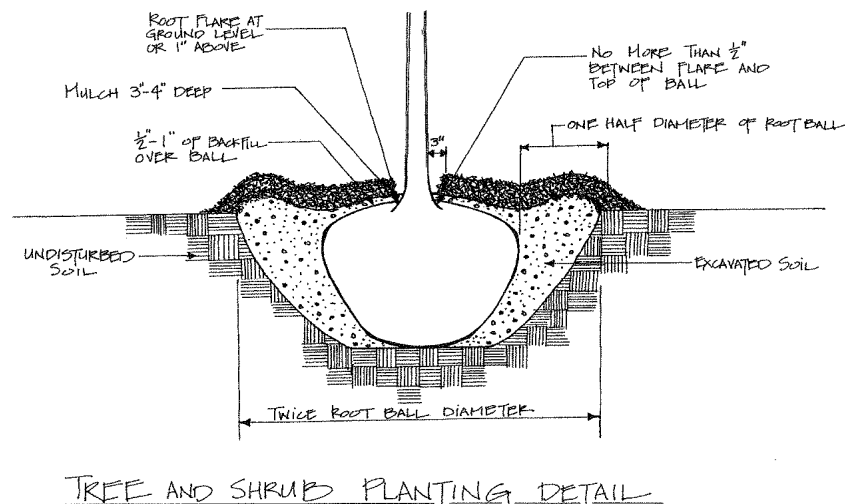 ROOT FLARE AT
GROUND LEVEL
OR 1" ABOVE
NO MORE THAN ½"
BETWEEN FLARE AND
TOP OF BALL
MULCH 3"-4" DEEP
ONE HALF DIAMETER OF ROOT BALL
½"-1" OF BACKFILL
OVER BALL
3"
UNDISTURBED
SOIL
EXCAVATED SOIL
TWICE ROOT BALL DIAMETER
TREE AND SHRUB PLANTING DETAIL